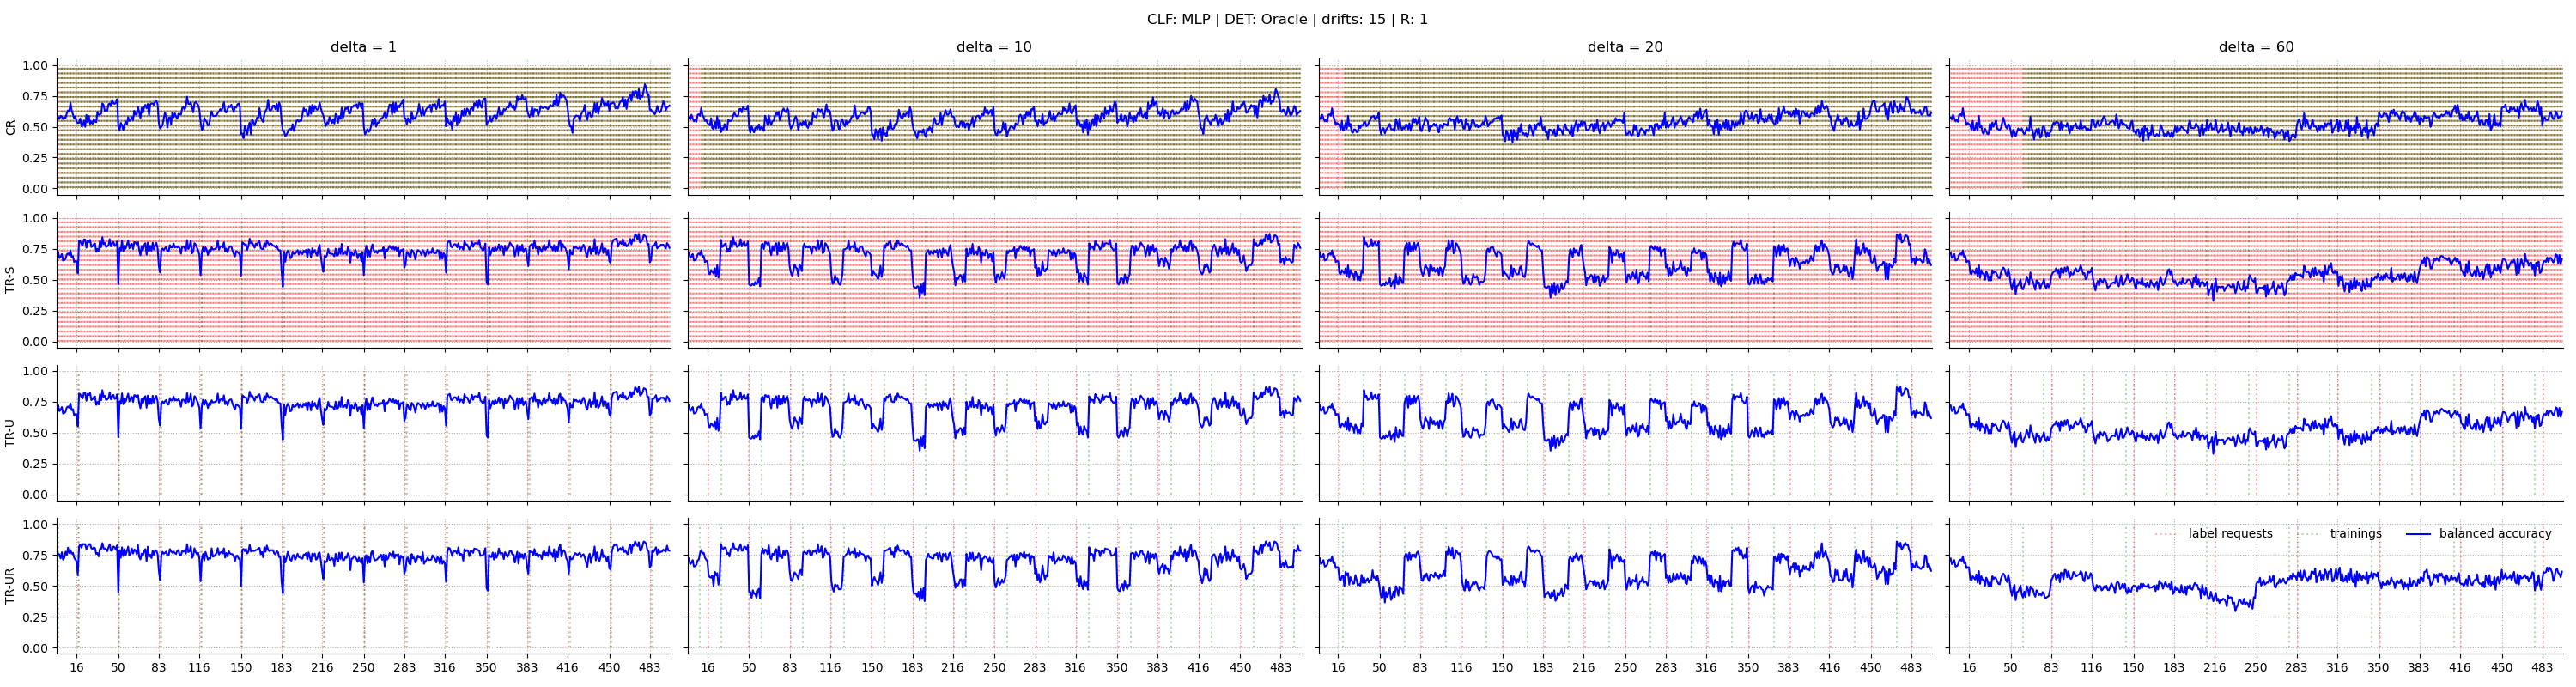 CLF: MLP | DET: Oracle | drifts: 15 | R: 1
delta = 1
delta = 10
delta = 20
delta = 60
CR
1.00
0.75
0.50
0.25
0.00
TR-S
1.00
0.75
0.50
0.25
0.00
TR-U
1.00
0.75
0.50
0.25
0.00
TR-UR
1.00
0.75
0.50
0.25
0.00
label requests
trainings
balanced accuracy
16 50 83 116 150 183 216 250 283 316 350 383 416 450 483
16 50 83 116 150 183 216 250 283 316 350 383 416 450 483
16 50 83 116 150 183 216 250 283 316 350 383 416 450 483
16 50 83 116 150 183 216 250 283 316 350 383 416 450 483